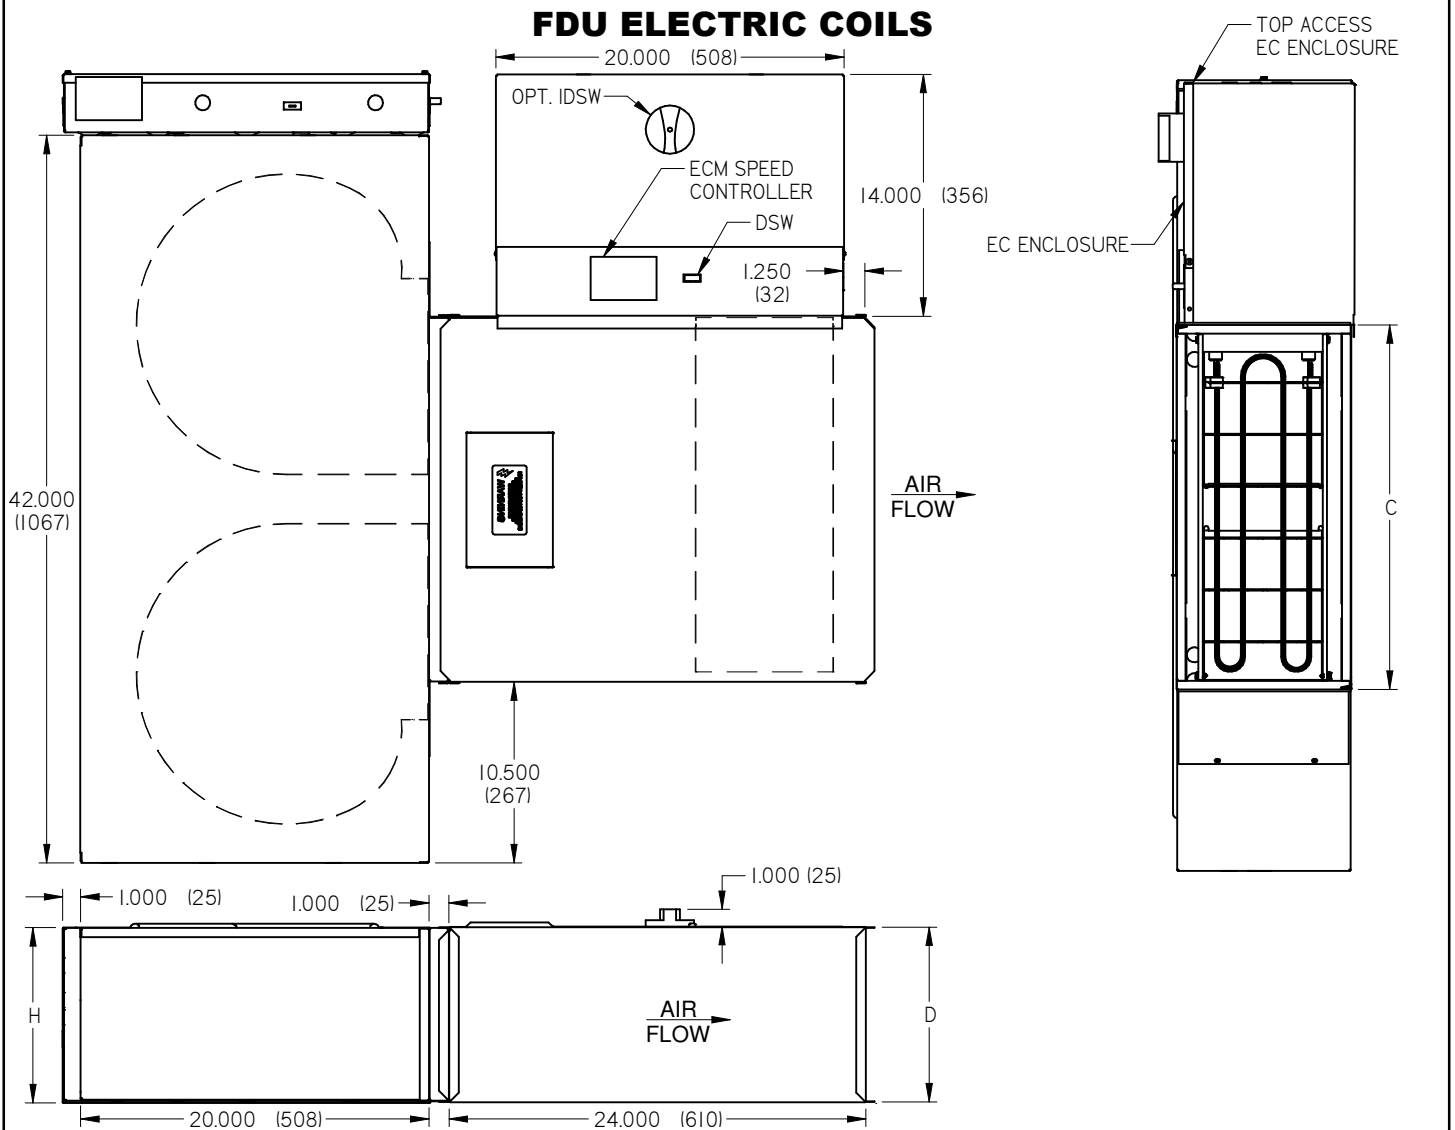 FDU ELECTRIC COILS
20.000 (508)
TOP ACCESS
EC ENCLOSURE
OPT. IDSW
ECM SPEED
CONTROLLER
14.000 (356)
DSW
EC ENCLOSURE
1.250
(32)
42.000
(1067)
AIR
FLOW
C
10.500
(267)
1.000 (25)
1.000 (25)
1.000 (25)
H
AIR
FLOW
D
20.000 (508)
24.000 (610)